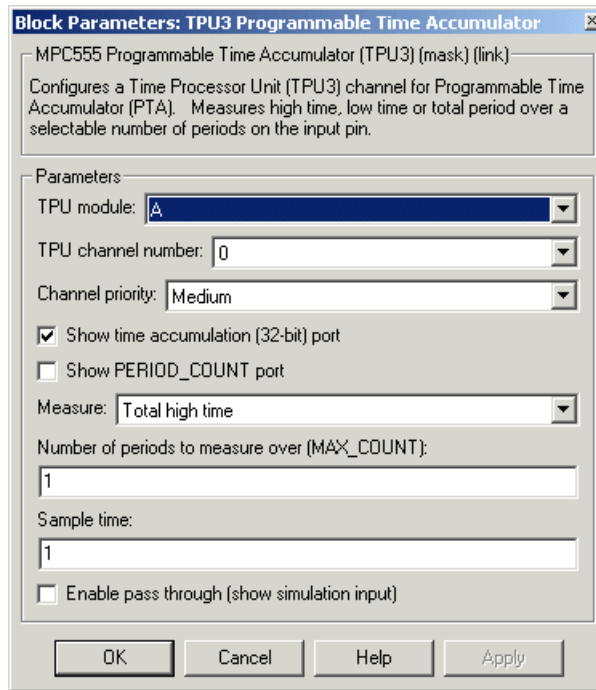 Block Parameters: TPU3 Programmable Time Accumulator
MPC555 Programmable Time Accumulator (TPU3) (mask) (link)
Configures a Time Processor Unit (TPU3) channel for Programmable Time
Accumulator (PTA). Measures high time, low time or total period over a
selectable number of periods on the input pin.
Parameters
TPU module: A
TPU channel number: 0
Channel priority: Medium
Show time accumulation (32-bit) port
Show PERIOD_COUNT port
Measure: Total high time
Number of periods to measure over (MAX_COUNT):
1
Sample time:
1
Enable pass through (show simulation input)
OK Cancel Help Apply